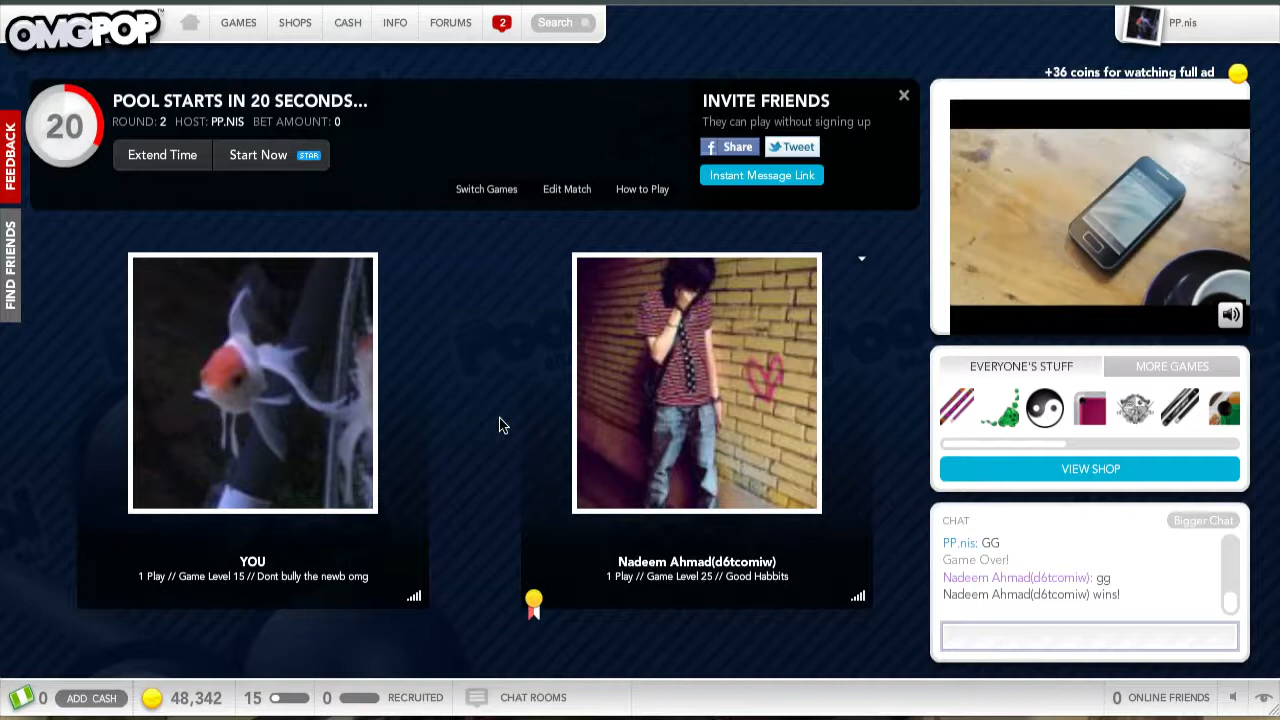 OMGPOP™
GAMES SHOPS CASH INFO FORUMS 2 Search
PP.nis
+36 coins for watching full ad
FEEDBACK
FIND FRIENDS
20
POOL STARTS IN 20 SECONDS...
ROUND: 2 HOST: PP.NIS BET AMOUNT: 0
Extend Time
Start Now STAR
Switch Games Edit Match How to Play
INVITE FRIENDS
They can play without signing up
f Share Tweet
Instant Message Link
YOU
1 Play // Game Level 15 // Dont bully the newb omg
Nadeem Ahmad(d6tcomiw)
1 Play // Game Level 25 // Good Habbits
EVERYONE'S STUFF MORE GAMES
VIEW SHOP
CHAT Bigger Chat
PP.nis: GG
Game Over!
Nadeem Ahmad(d6tcomiw): gg
Nadeem Ahmad(d6tcomiw) wins!
0 ADD CASH 48,342 15 0 RECRUITED CHAT ROOMS 0 ONLINE FRIENDS